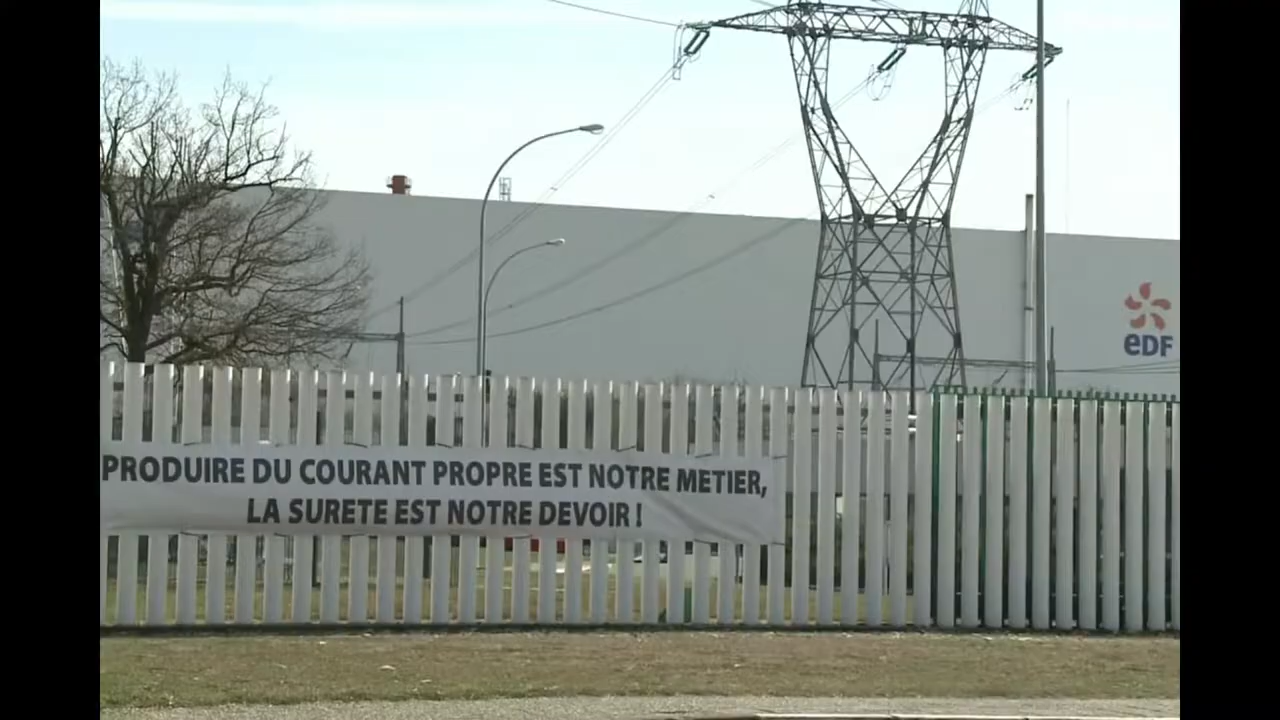 eDF
PRODUIRE DU COURANT PROPRE EST NOTRE METIER,
LA SURETE EST NOTRE DEVOIR !